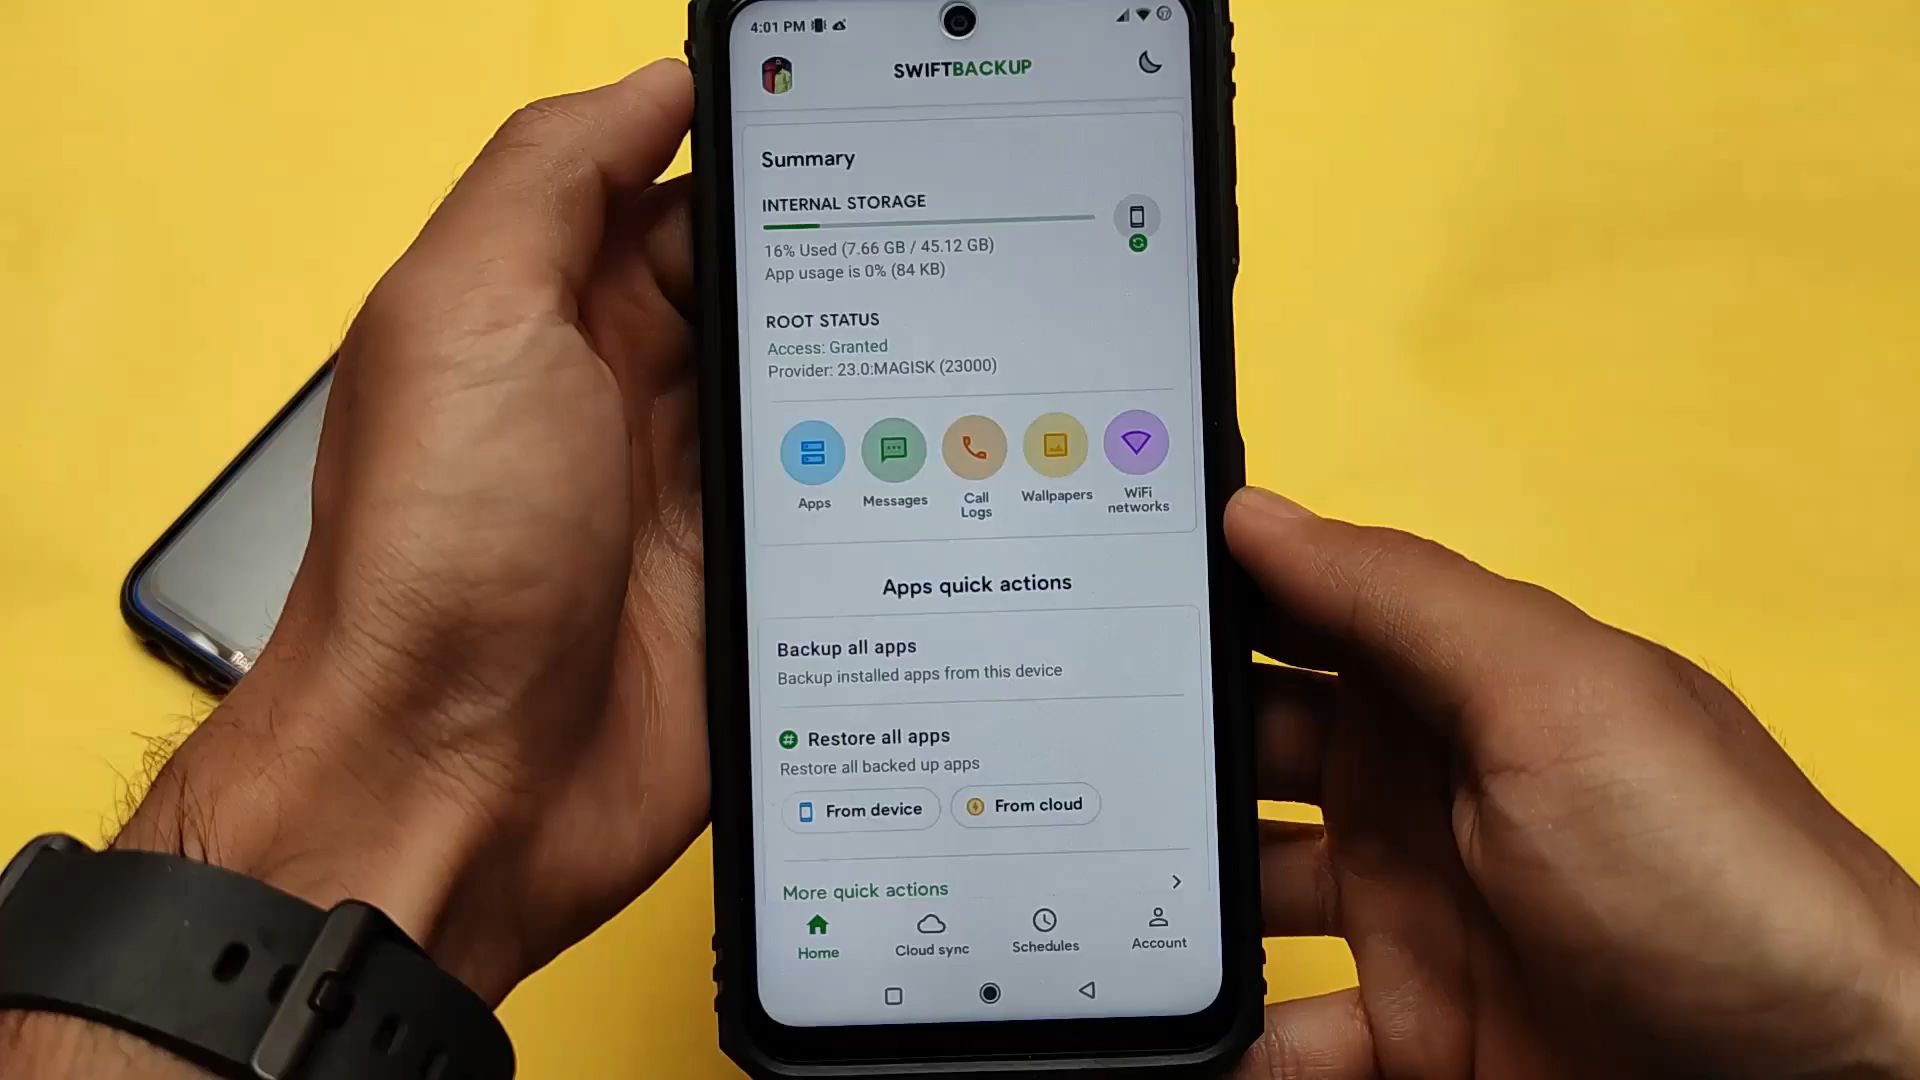 4:01 PM
SWIFTBACKUP
Summary
INTERNAL STORAGE
16% Used (7.66 GB / 45.12 GB)
App usage is 0% (84 KB)
ROOT STATUS
Access: Granted
Provider: 23.0:MAGISK (23000)
Apps
Messages
Call
Logs
Wallpapers
WiFi
networks
Apps quick actions
Backup all apps
Backup installed apps from this device
Restore all apps
Restore all backed up apps
From device
From cloud
More quick actions
Home
Cloud sync
Schedules
Account